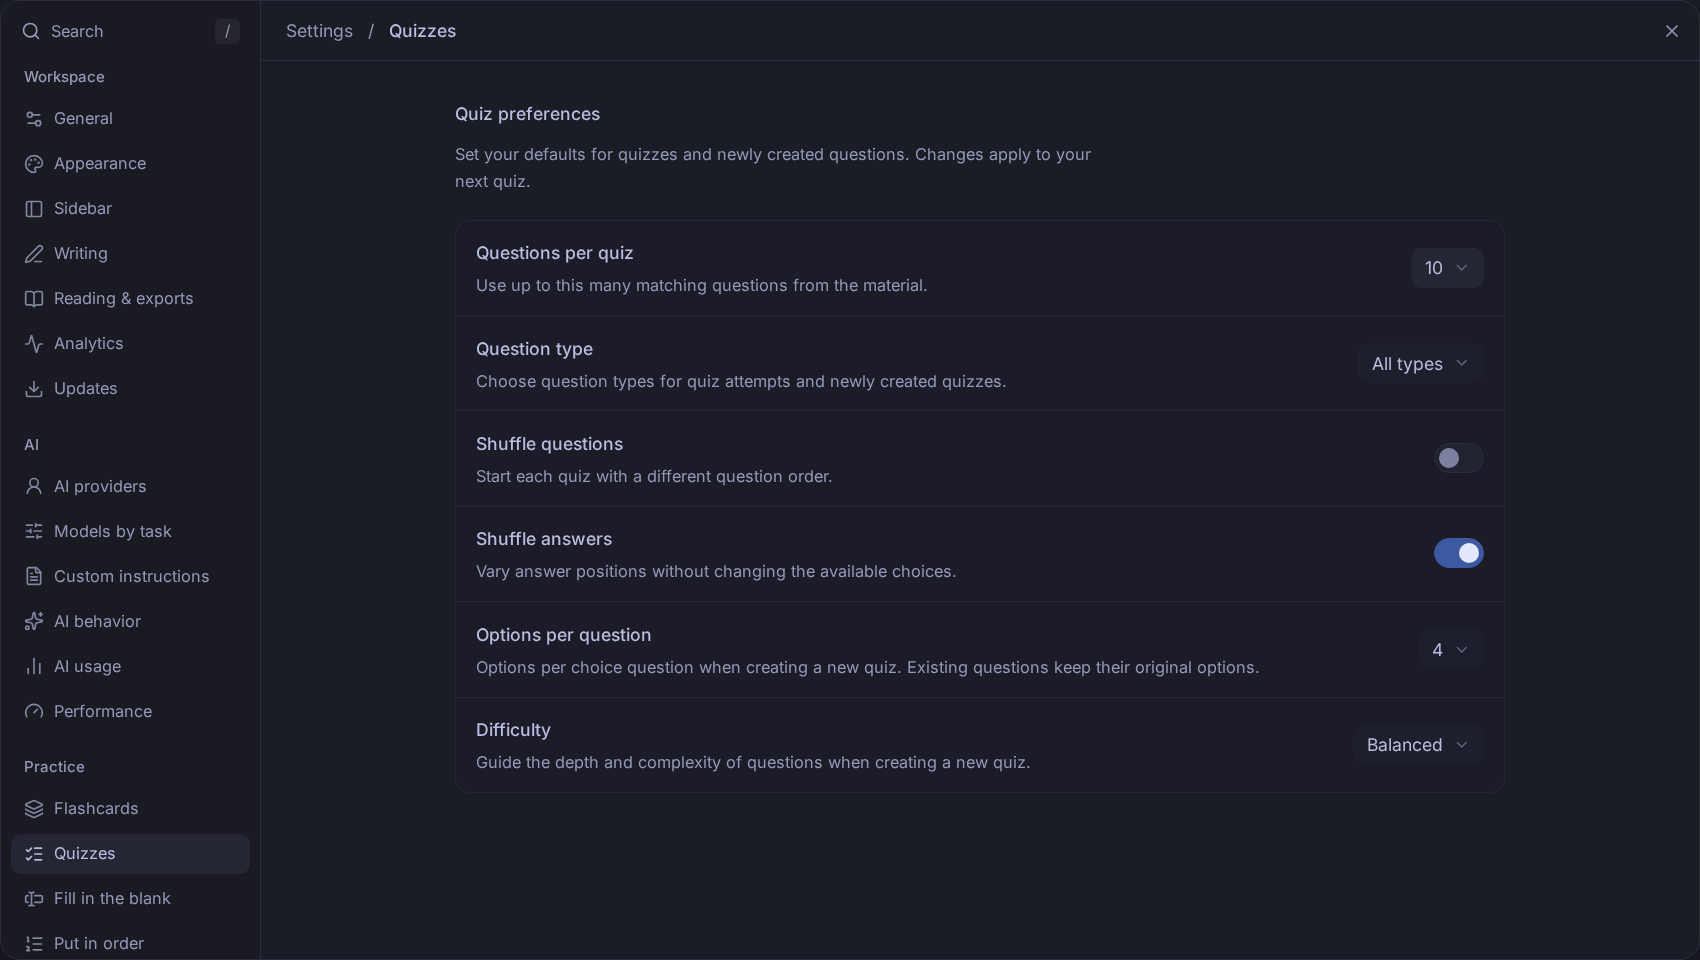 Search /
Workspace
General
Appearance
Sidebar
Writing
Reading & exports
Analytics
Updates
AI
AI providers
Models by task
Custom instructions
AI behavior
AI usage
Performance
Practice
Flashcards
Quizzes
Fill in the blank
Put in order
Settings / Quizzes
Quiz preferences
Set your defaults for quizzes and newly created questions. Changes apply to your
next quiz.
Questions per quiz
Use up to this many matching questions from the material.
10
Question type
Choose question types for quiz attempts and newly created quizzes.
All types
Shuffle questions
Start each quiz with a different question order.
Shuffle answers
Vary answer positions without changing the available choices.
Options per question
Options per choice question when creating a new quiz. Existing questions keep their original options.
4
Difficulty
Guide the depth and complexity of questions when creating a new quiz.
Balanced